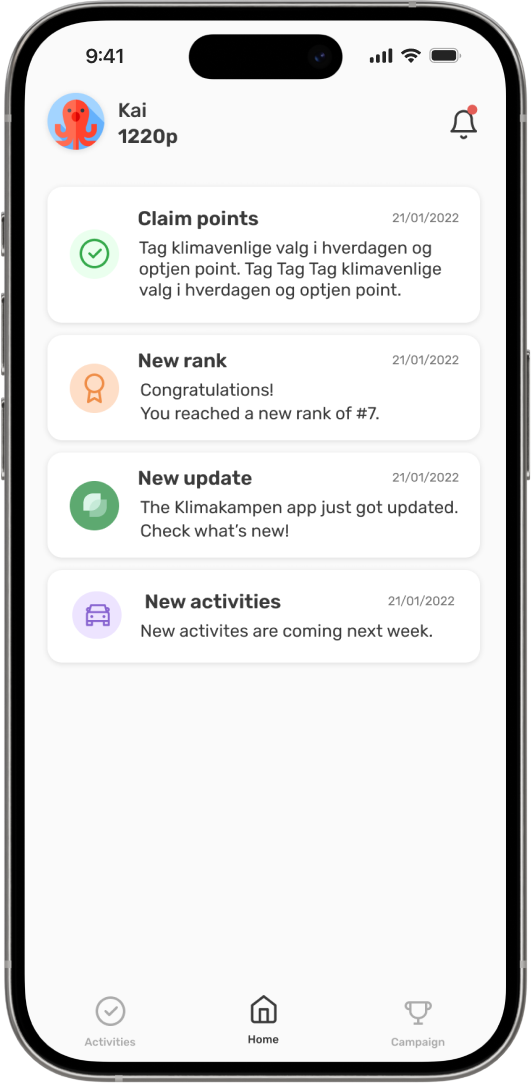 9:41
Kai
1220p
Claim points 21/01/2022
Tag klimavenlige valg i hverdagen og
optjen point. Tag Tag Tag klimavenlige
valg i hverdagen og optjen point.
New rank 21/01/2022
Congratulations!
You reached a new rank of #7.
New update 21/01/2022
The Klimakampen app just got updated.
Check what’s new!
New activities 21/01/2022
New activites are coming next week.
Activities Home Campaign